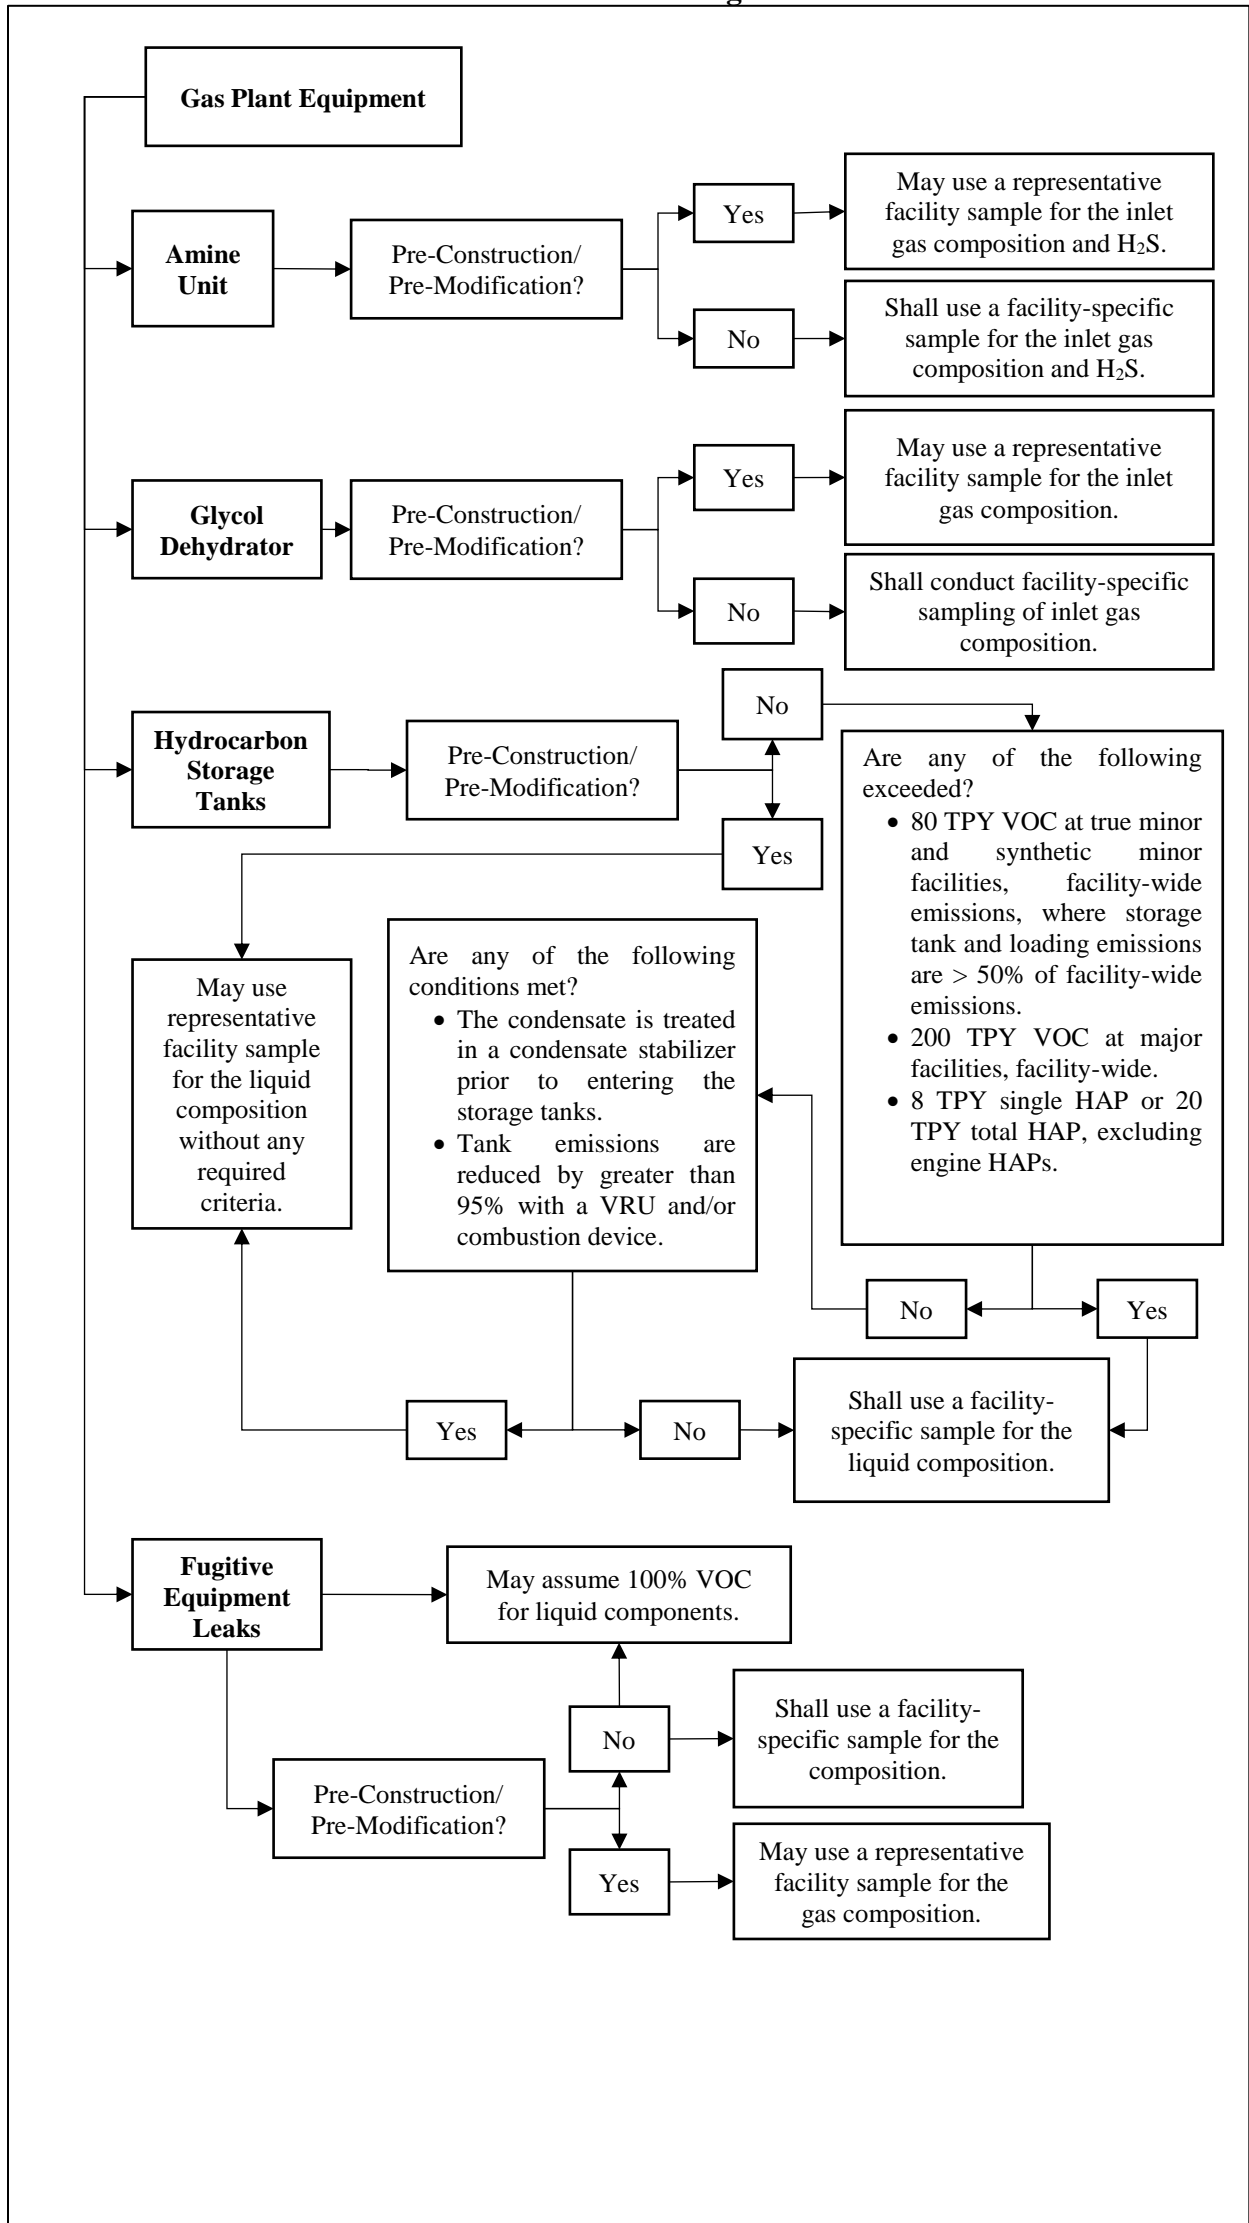 Gas Plant Equipment
Amine
Unit
Pre-Construction/
Pre-Modification?
Yes
May use a representative
facility sample for the inlet
gas composition and H₂S.
No
Shall use a facility-specific
sample for the inlet gas
composition and H₂S.
Glycol
Dehydrator
Pre-Construction/
Pre-Modification?
Yes
May use a representative
facility sample for the inlet
gas composition.
No
Shall conduct facility-specific
sampling of inlet gas
composition.
Hydrocarbon
Storage
Tanks
Pre-Construction/
Pre-Modification?
No
Yes
Are any of the following
exceeded?
• 80 TPY VOC at true minor
and synthetic minor
facilities, facility-wide
emissions, where storage
tank and loading emissions
are > 50% of facility-wide
emissions.
• 200 TPY VOC at major
facilities, facility-wide.
• 8 TPY single HAP or 20
TPY total HAP, excluding
engine HAPs.
May use
representative
facility sample
for the liquid
composition
without any
required
criteria.
Are any of the following
conditions met?
• The condensate is treated
in a condensate stabilizer
prior to entering the
storage tanks.
• Tank emissions are
reduced by greater than
95% with a VRU and/or
combustion device.
No
Yes
Yes
No
Shall use a facility-
specific sample for the
liquid composition.
Fugitive
Equipment
Leaks
May assume 100% VOC
for liquid components.
Pre-Construction/
Pre-Modification?
No
Shall use a facility-
specific sample for the
composition.
Yes
May use a representative
facility sample for the
gas composition.